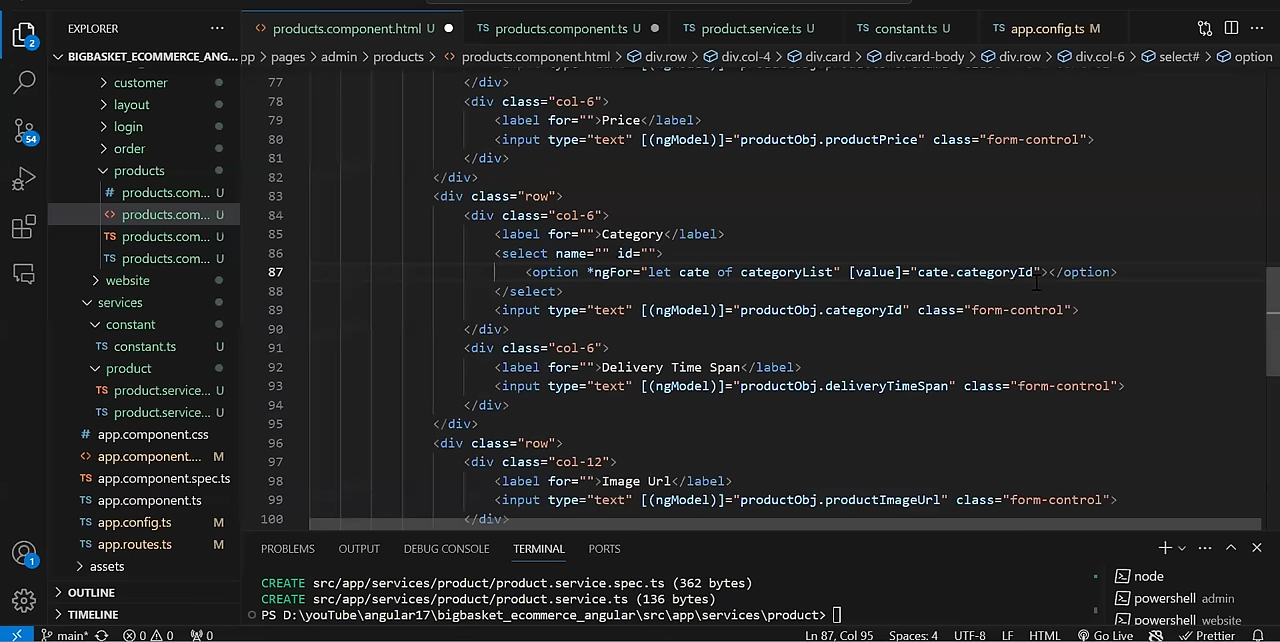 EXPLORER ...
products.component.html U
products.component.ts U
product.service.ts U
constant.ts U
app.config.ts M
BIGBASKET_ECOMMERCE_ANG...
pp > pages > admin > products > products.component.html > div.row > div.col-4 > div.card > div.card-body > div.row > div.col-6 > select# > option
customer
layout
login
order
products
products.com... U
products.com... U
products.com... U
products.com... U
website
services
constant
constant.ts U
product
product.service... U
product.service... U
app.component.css
app.component.... M
app.component.spec.ts
app.component.ts
app.config.ts M
app.routes.ts M
assets
OUTLINE
TIMELINE
2
54
1
77 </div>
78 <div class="col-6">
79 <label for="">Price</label>
80 <input type="text" [(ngModel)]="productObj.productPrice" class="form-control">
81 </div>
82 </div>
83 <div class="row">
84 <div class="col-6">
85 <label for="">Category</label>
86 <select name="" id="">
87 <option *ngFor="let cate of categoryList" [value]="cate.categoryId"></option>
88 </select>
89 <input type="text" [(ngModel)]="productObj.categoryId" class="form-control">
90 </div>
91 <div class="col-6">
92 <label for="">Delivery Time Span</label>
93 <input type="text" [(ngModel)]="productObj.deliveryTimeSpan" class="form-control">
94 </div>
95 </div>
96 <div class="row">
97 <div class="col-12">
98 <label for="">Image Url</label>
99 <input type="text" [(ngModel)]="productObj.productImageUrl" class="form-control">
100 </div>
PROBLEMS OUTPUT DEBUG CONSOLE TERMINAL PORTS
CREATE src/app/services/product/product.service.spec.ts (362 bytes)
CREATE src/app/services/product/product.service.ts (136 bytes)
PS D:\youTube\angular17\bigbasket_ecommerce_angular\src\app\services\product>
node
powershell admin
powershell website
main* 0 0 0 Ln 87, Col 95 Spaces: 4 UTF-8 LF HTML Go Live Prettier